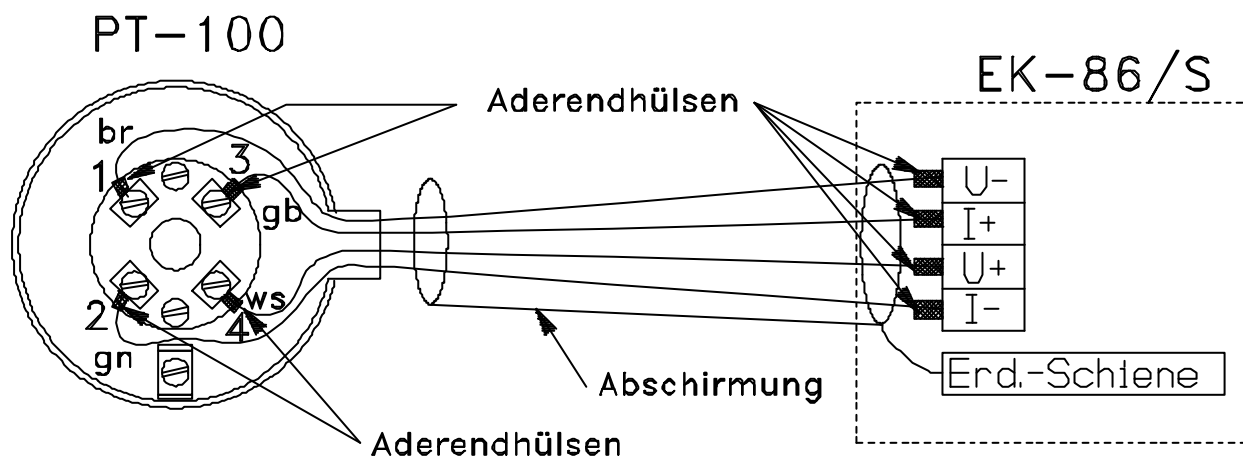 PT-100
EK-86/S
Aderendhülsen
br
1
3
gb
2
gn
ws
4
U-
I+
U+
I-
Erd.-Schiene
Abschirmung
Aderendhülsen